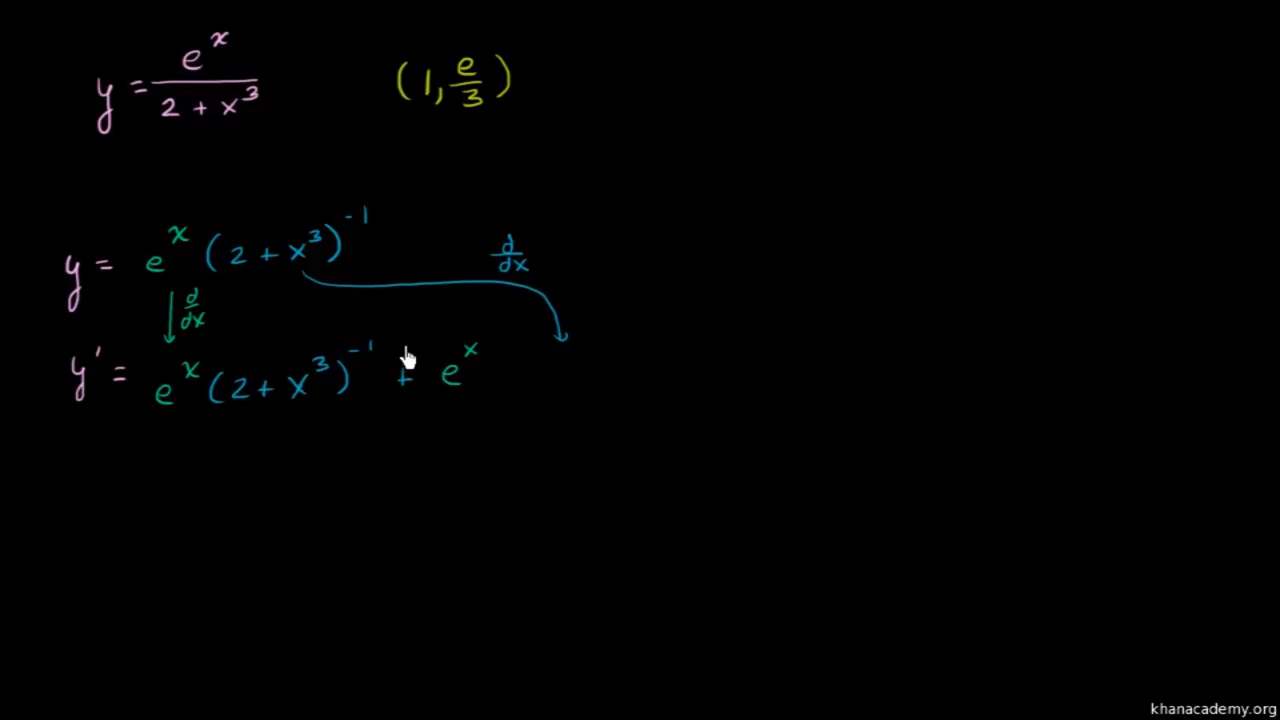 y = e^x / (2 + x^3) (1, e/3)
y = e^x (2 + x^3)^-1 d/dx
d/dx
y' = e^x (2 + x^3)^-1 + e^x
khanacademy.org